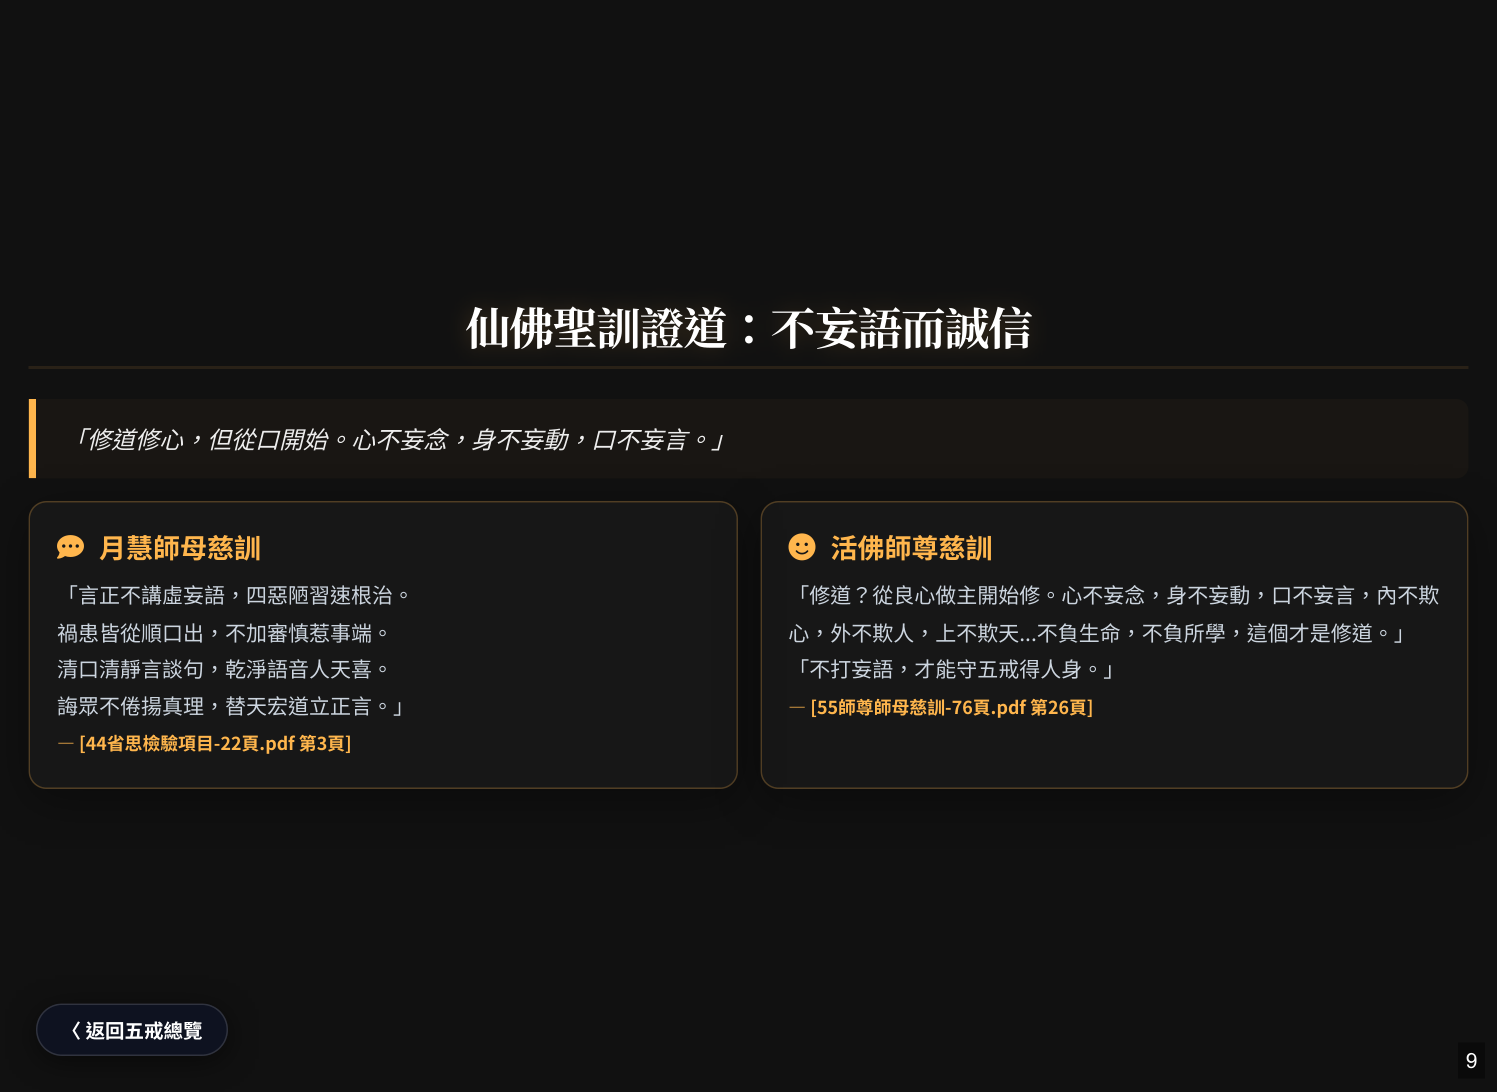 仙佛聖訓證道：不妄語而誠信
「修道修心，但從口開始。心不妄念，身不妄動，口不妄言。」
月慧師母慈訓
「言正不講虛妄語，四惡陋習速根治。
禍患皆從順口出，不加審慎惹事端。
清口清靜言談句，乾淨語音人天喜。
誨眾不倦揚真理，替天宏道立正言。」
— [44省思檢驗項目-22頁.pdf 第3頁]
活佛師尊慈訓
「修道？從良心做主開始修。心不妄念，身不妄動，口不妄言，內不欺
心，外不欺人，上不欺天...不負生命，不負所學，這個才是修道。」
「不打妄語，才能守五戒得人身。」
— [55師尊師母慈訓-76頁.pdf 第26頁]
〈 返回五戒總覽
9